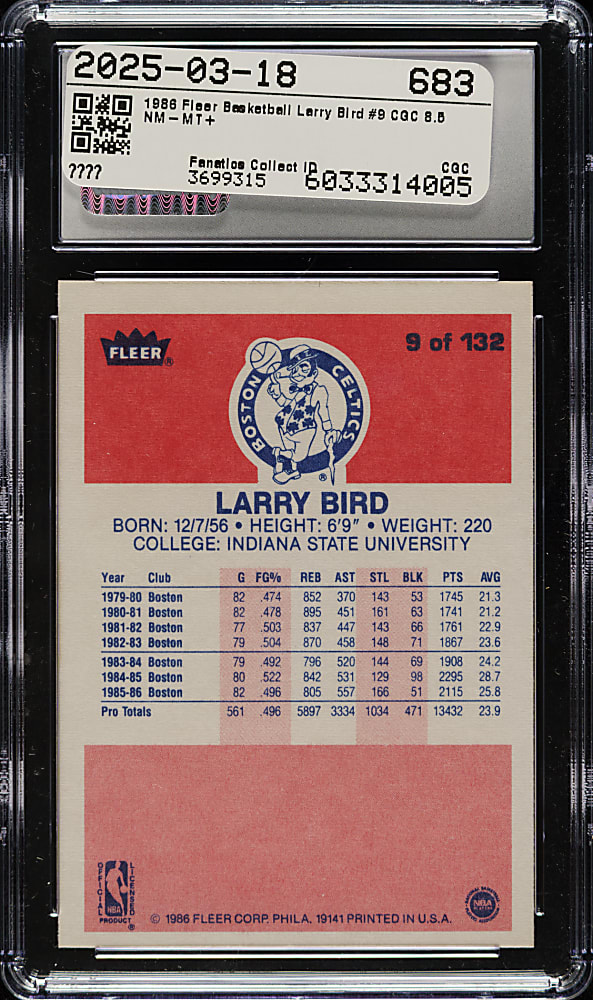 2025-03-18 683
1986 Fleer Basketball Larry Bird #9 CGC 8.5
NM-MT+
???? Fanatics Collect ID CGC
3699315 6033314005
FLEER®
9 of 132
BOSTON CELTICS
®
LARRY BIRD
BORN: 12/7/56 • HEIGHT: 6'9" • WEIGHT: 220
COLLEGE: INDIANA STATE UNIVERSITY
Year Club G FG% REB AST STL BLK PTS AVG
1979-80 Boston 82 .474 852 370 143 53 1745 21.3
1980-81 Boston 82 .478 895 451 161 63 1741 21.2
1981-82 Boston 77 .503 837 447 143 66 1761 22.9
1982-83 Boston 79 .504 870 458 148 71 1867 23.6
1983-84 Boston 79 .492 796 520 144 69 1908 24.2
1984-85 Boston 80 .522 842 531 129 98 2295 28.7
1985-86 Boston 82 .496 805 557 166 51 2115 25.8
Pro Totals 561 .496 5897 3334 1034 471 13432 23.9
OFFICIAL LICENSED
NBA
PRODUCT®
NBA
© 1986 FLEER CORP. PHILA. 19141 PRINTED IN U.S.A.